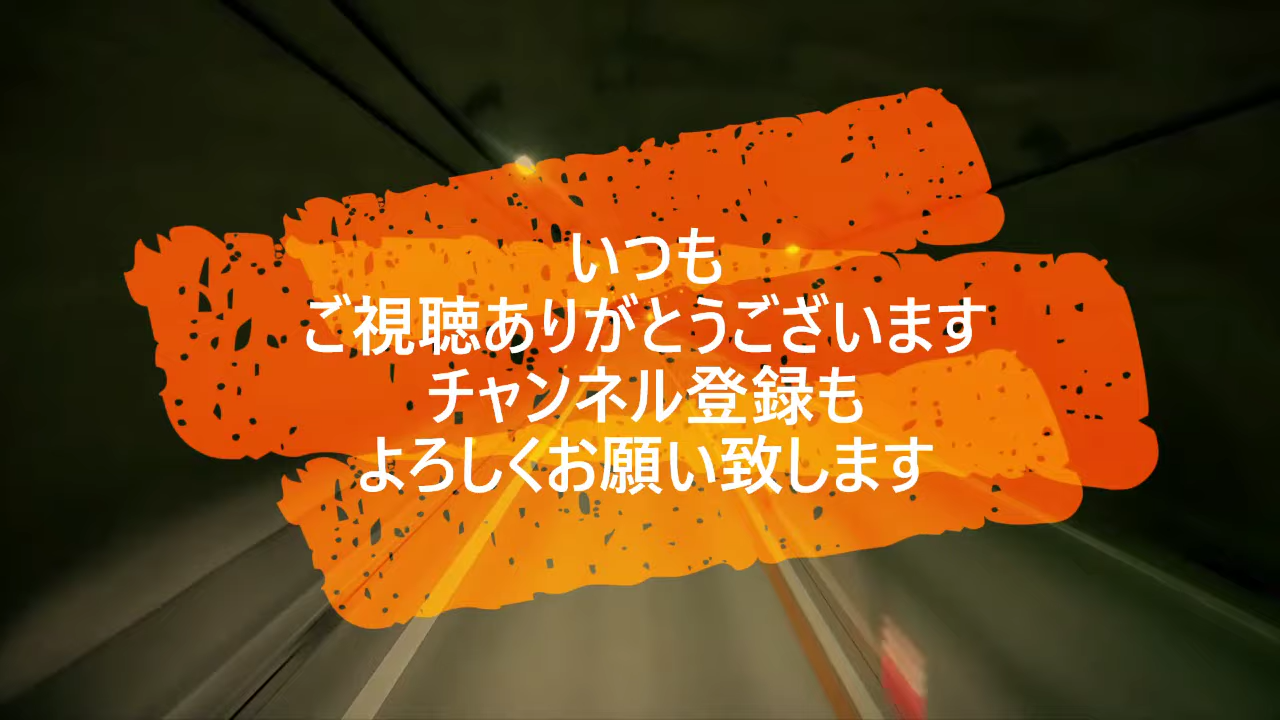 いつも
ご視聴ありがとうございます
チャンネル登録も
よろしくお願い致します